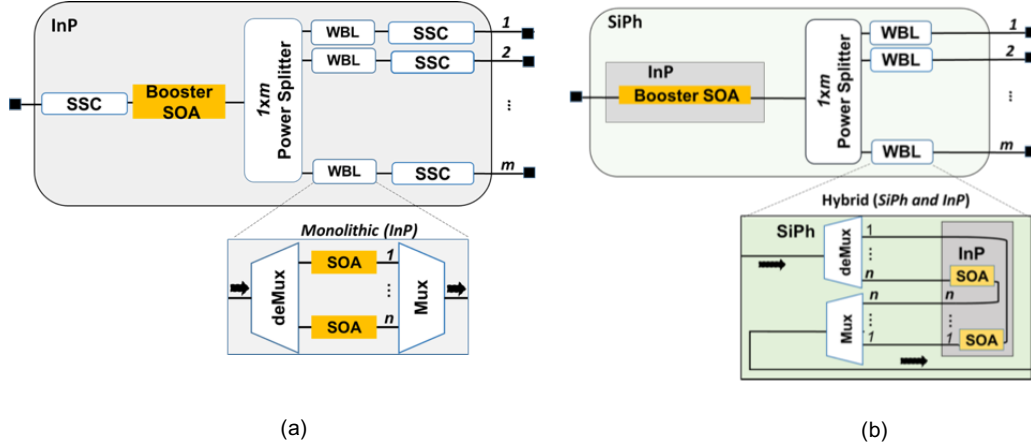 InP
SSC
Booster
SOA
1xm
Power Splitter
WBL
SSC
1
WBL
SSC
2
...
WBL
SSC
m
Monolithic (InP)
deMux
SOA
1
...
SOA
n
Mux
(a)
SiPh
InP
Booster SOA
1xm
Power Splitter
WBL
1
WBL
2
...
WBL
m
Hybrid (SiPh and InP)
SiPh
deMux
1
...
n
InP
SOA
Mux
n
n
...
...
1
1
SOA
(b)